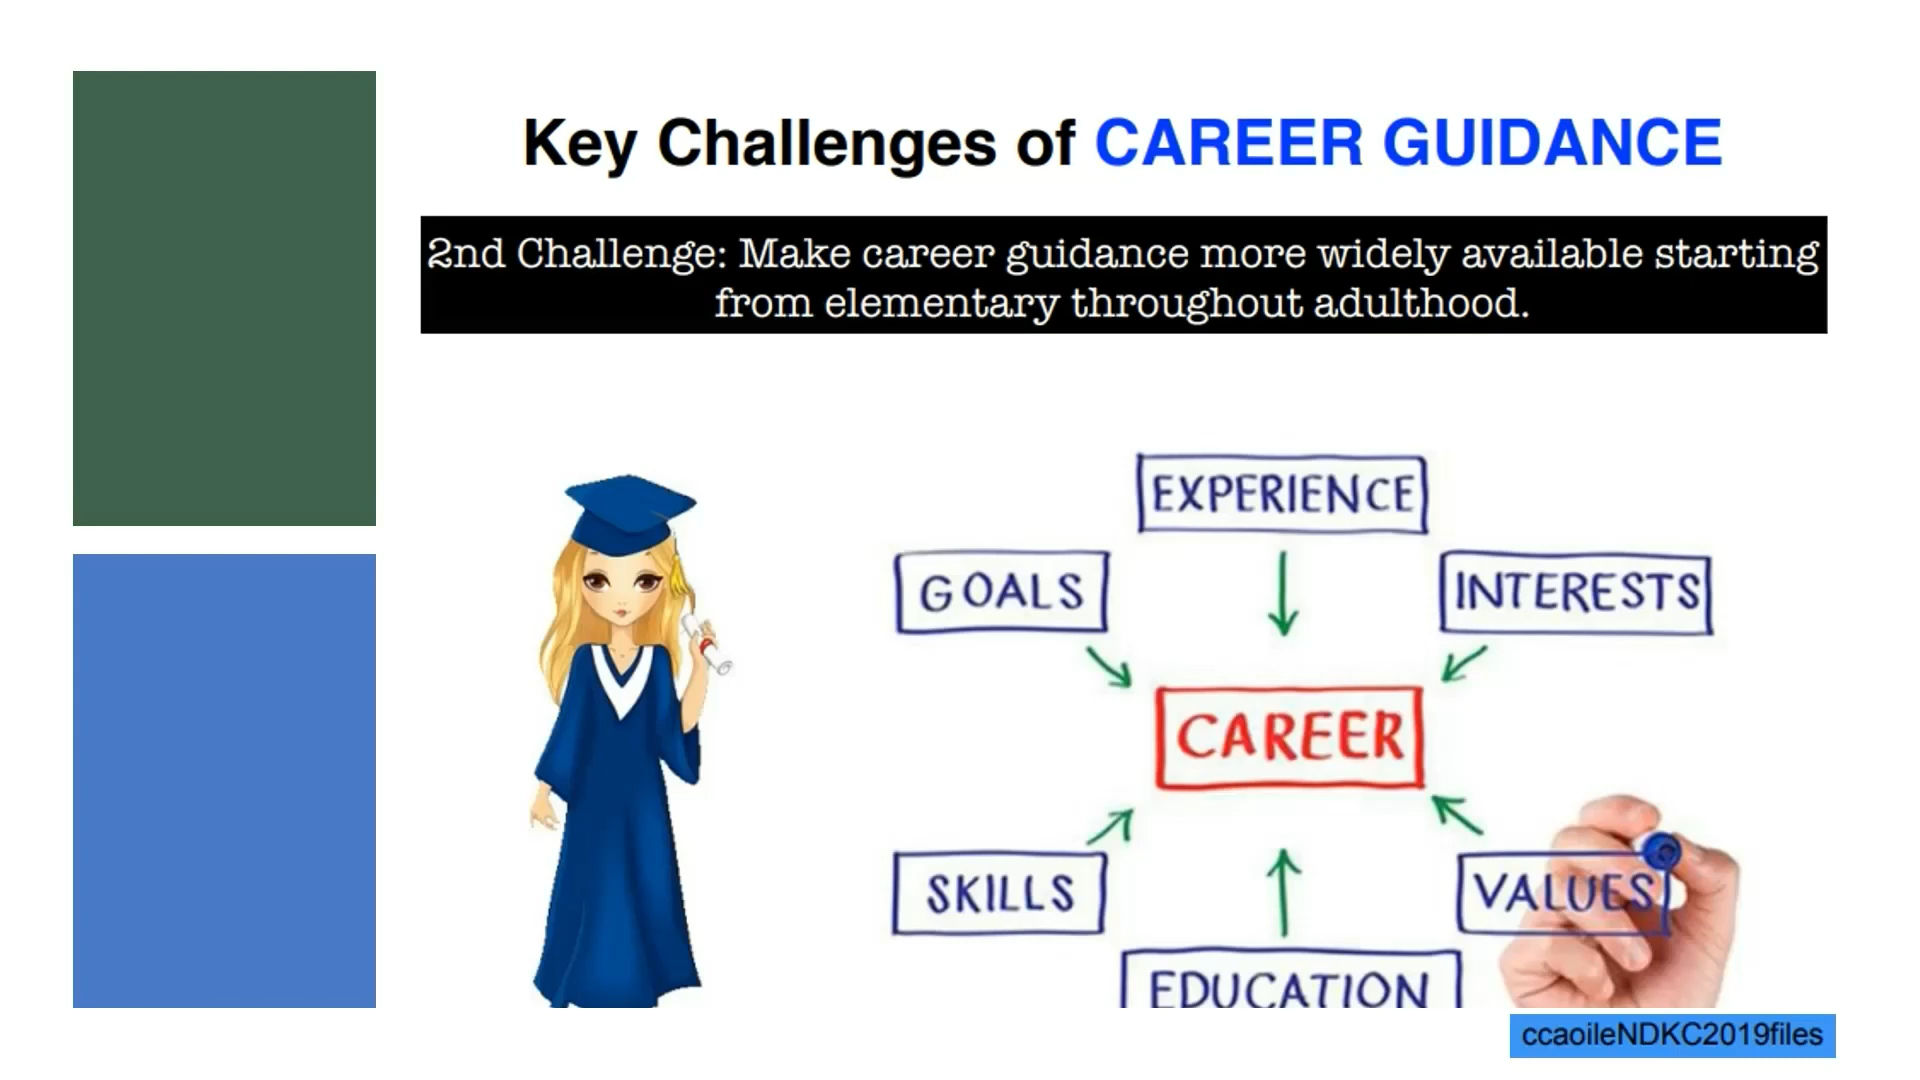 Key Challenges of CAREER GUIDANCE
2nd Challenge: Make career guidance more widely available starting
from elementary throughout adulthood.
EXPERIENCE
GOALS
INTERESTS
CAREER
SKILLS
VALUES
EDUCATION
ccaoileNDKC2019files